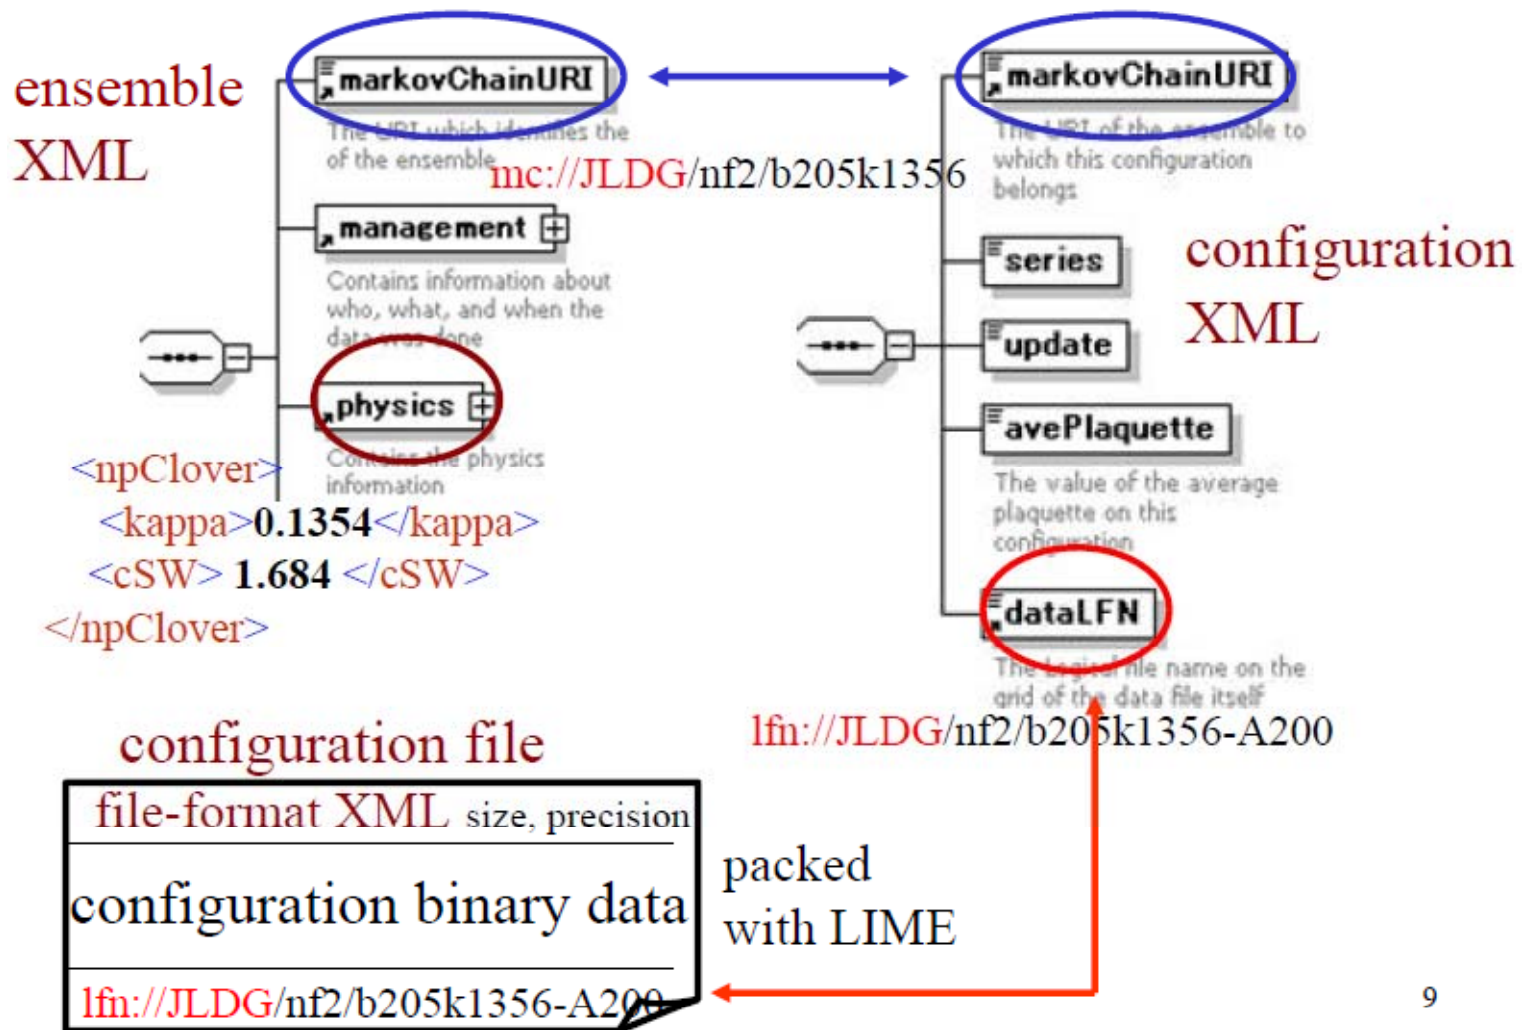 ensemble
XML
markovChainURI
The URI which identifies the
of the ensemble
mc://JLDG/nf2/b205k1356
management
Contains information about
who, what, and when the
data was done
physics
Contains the physics
information
<npClover>
<kappa>0.1354</kappa>
<cSW> 1.684 </cSW>
</npClover>
markovChainURI
The URI of the ensemble to
which this configuration
belongs
series
configuration
XML
update
avePlaquette
The value of the average
plaquette on this
configuration
dataLFN
The Logical file name on the
grid of the data file itself
lfn://JLDG/nf2/b205k1356-A200
configuration file
file-format XML size, precision
configuration binary data
lfn://JLDG/nf2/b205k1356-A200
packed
with LIME
9